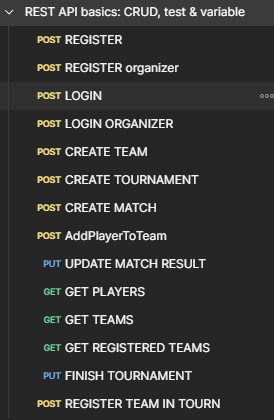 REST API basics: CRUD, test & variable
POST REGISTER
POST REGISTER organizer
POST LOGIN
POST LOGIN ORGANIZER
POST CREATE TEAM
POST CREATE TOURNAMENT
POST CREATE MATCH
POST AddPlayerToTeam
PUT UPDATE MATCH RESULT
GET GET PLAYERS
GET GET TEAMS
GET GET REGISTERED TEAMS
PUT FINISH TOURNAMENT
POST REGISTER TEAM IN TOURN